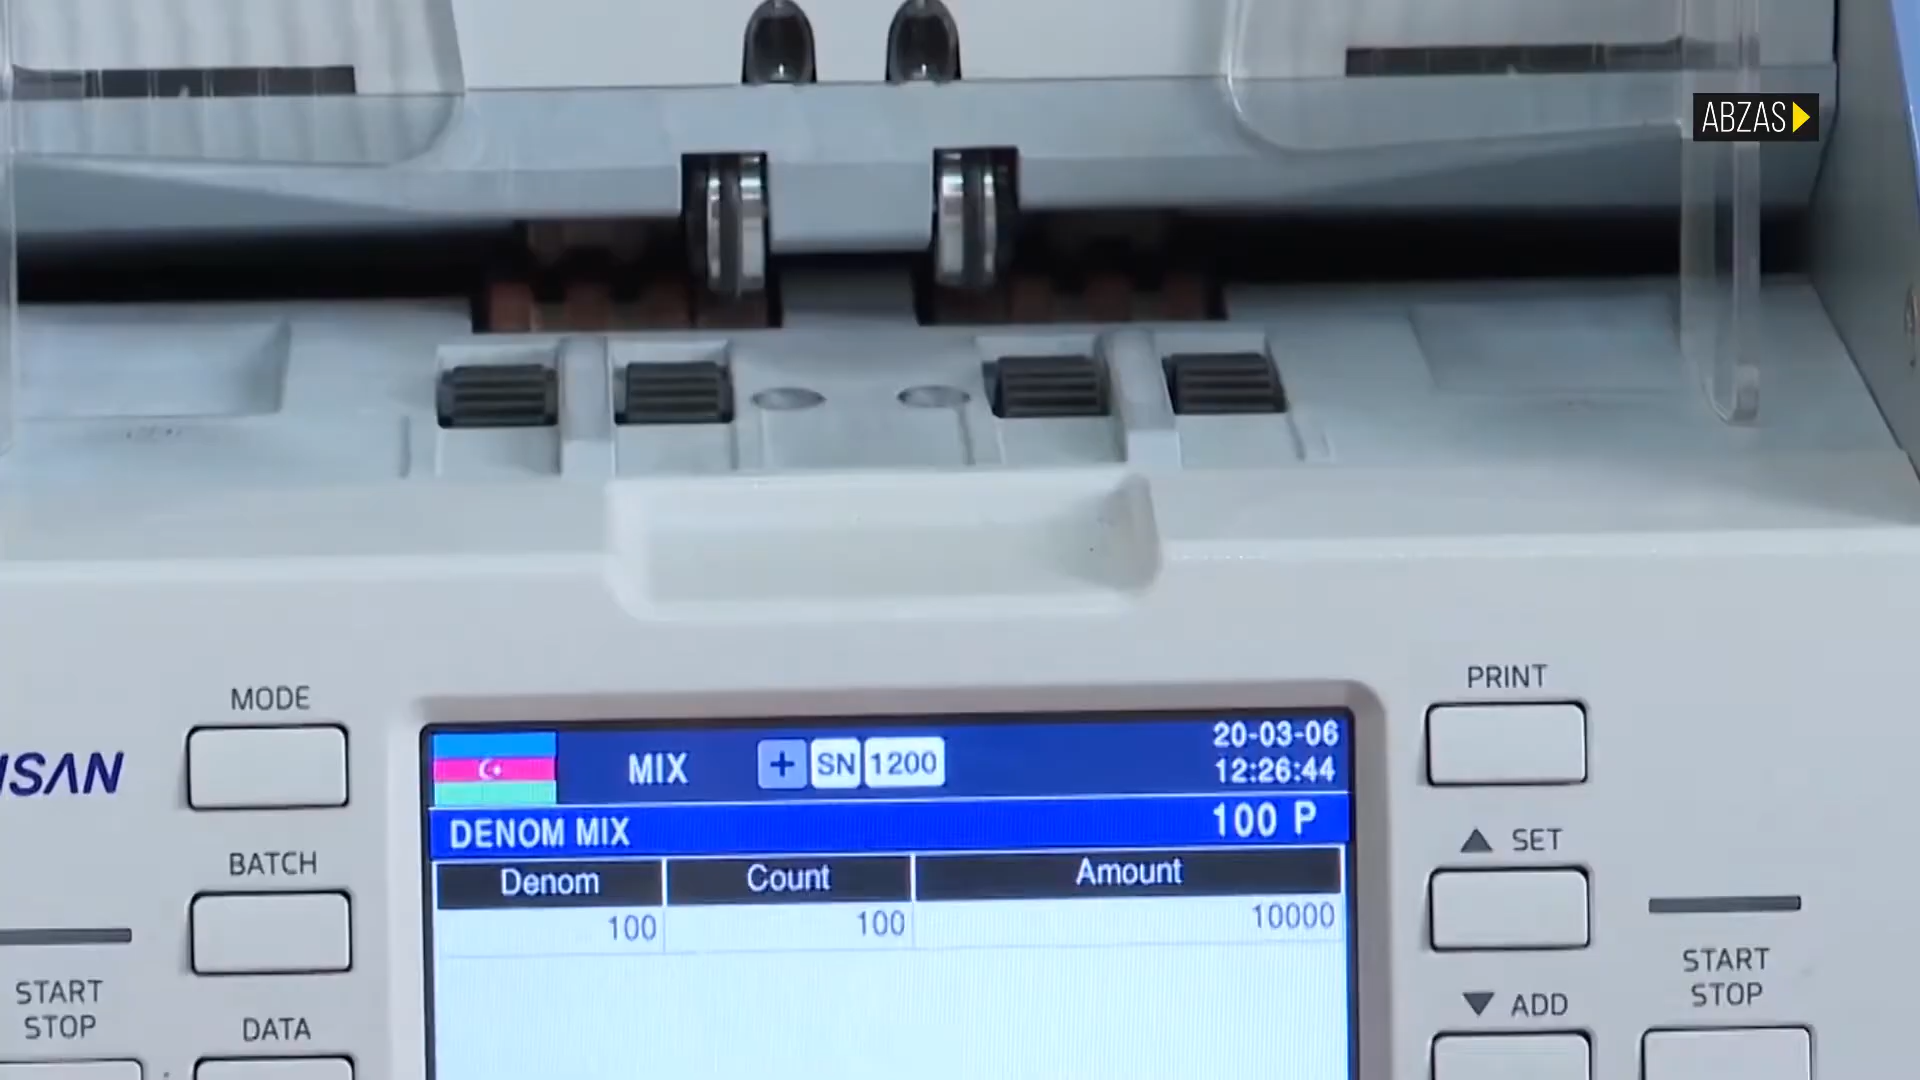 ABZAS
MODE
PRINT
MIX + SN 1200
20-03-06
12:26:44
DENOM MIX 100 P
Denom Count Amount
100 100 10000
BATCH
▲ SET
START
STOP
DATA
▼ ADD
START
STOP